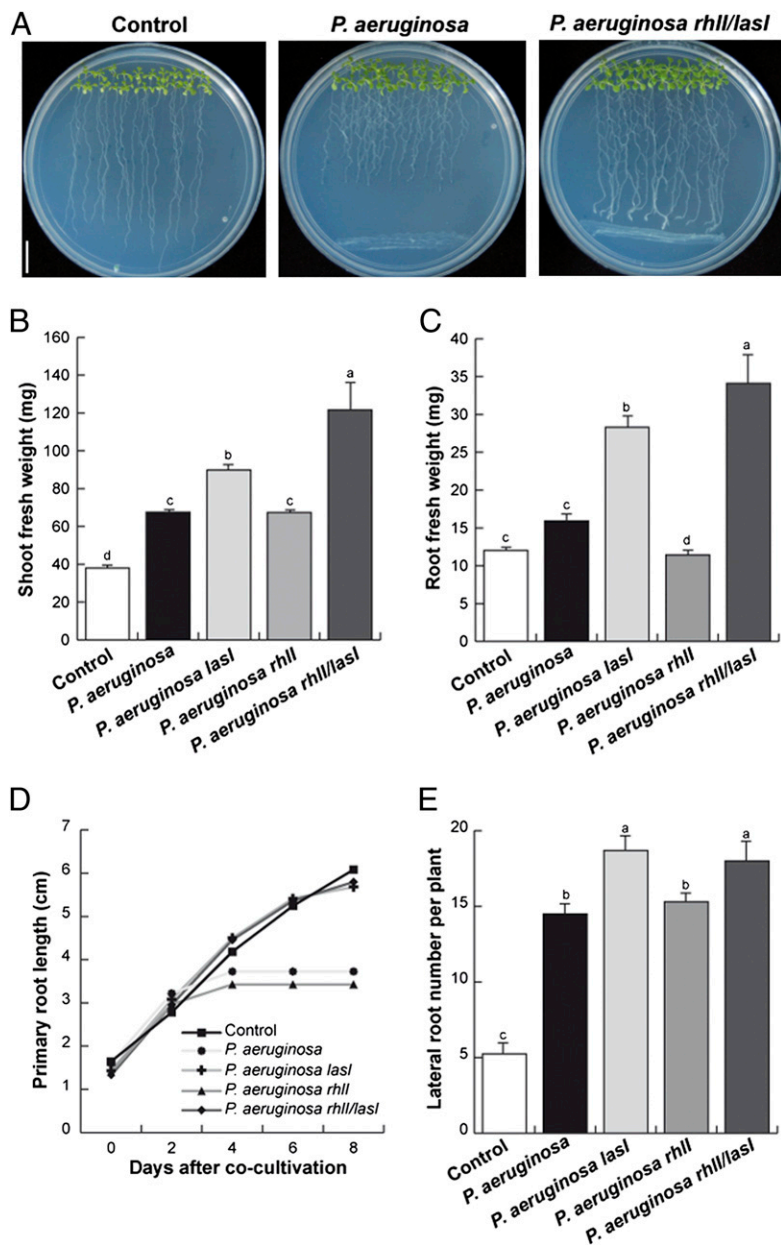 A
Control
P. aeruginosa
P. aeruginosa rhlI/lasI
B
Shoot fresh weight (mg)
160
140
120
100
80
60
40
20
0
d
c
b
c
a
Control
P. aeruginosa
P. aeruginosa lasI
P. aeruginosa rhlI
P. aeruginosa rhlI/lasI
C
Root fresh weight (mg)
40
35
30
25
20
15
10
5
0
c
c
b
d
a
Control
P. aeruginosa
P. aeruginosa lasI
P. aeruginosa rhlI
P. aeruginosa rhlI/lasI
D
Primary root length (cm)
7
6
5
4
3
2
1
0
Control
P. aeruginosa
P. aeruginosa lasI
P. aeruginosa rhlI
P. aeruginosa rhlI/lasI
0 2 4 6 8
Days after co-cultivation
E
Lateral root number per plant
20
15
10
5
0
c
b
a
b
a
Control
P. aeruginosa
P. aeruginosa lasI
P. aeruginosa rhlI
P. aeruginosa rhlI/lasI